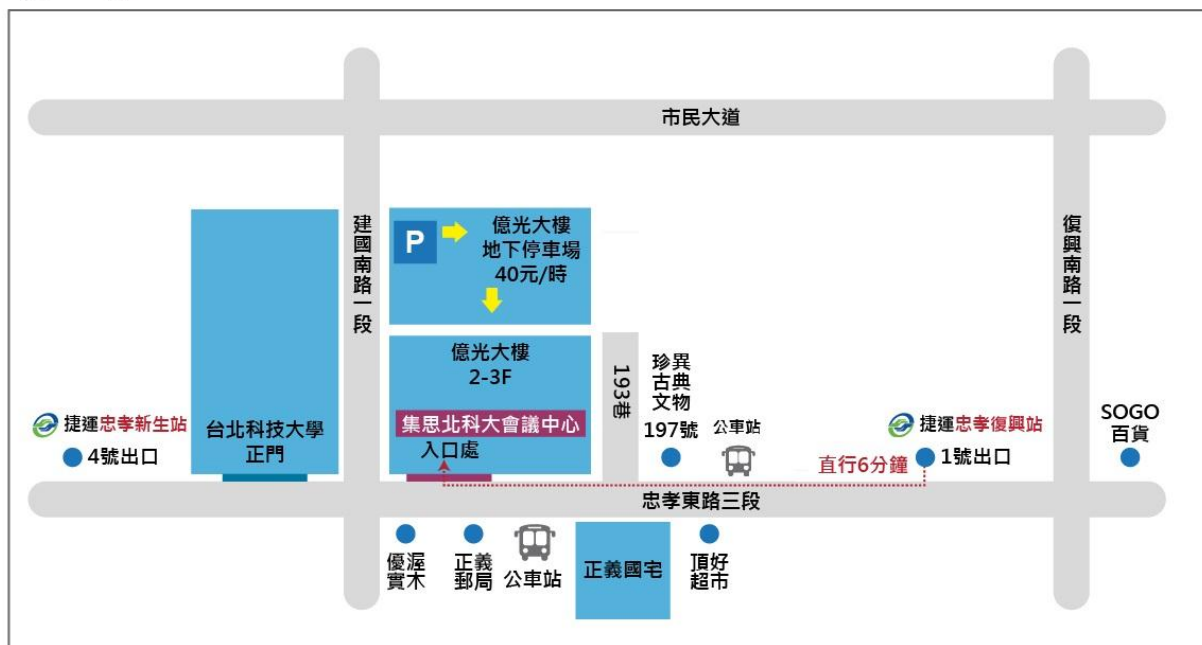 市民大道
建國南路一段
復興南路一段
P
億光大樓
地下停車場
40元/時
億光大樓
2-3F
集思北科大會議中心
入口處
193巷
珍異
古典
文物
197號
公車站
捷運忠孝新生站
4號出口
台北科技大學
正門
捷運忠孝復興站
1號出口
直行6分鐘
SOGO
百貨
忠孝東路三段
優渥
實木
正義
郵局
公車站
正義國宅
頂好
超市